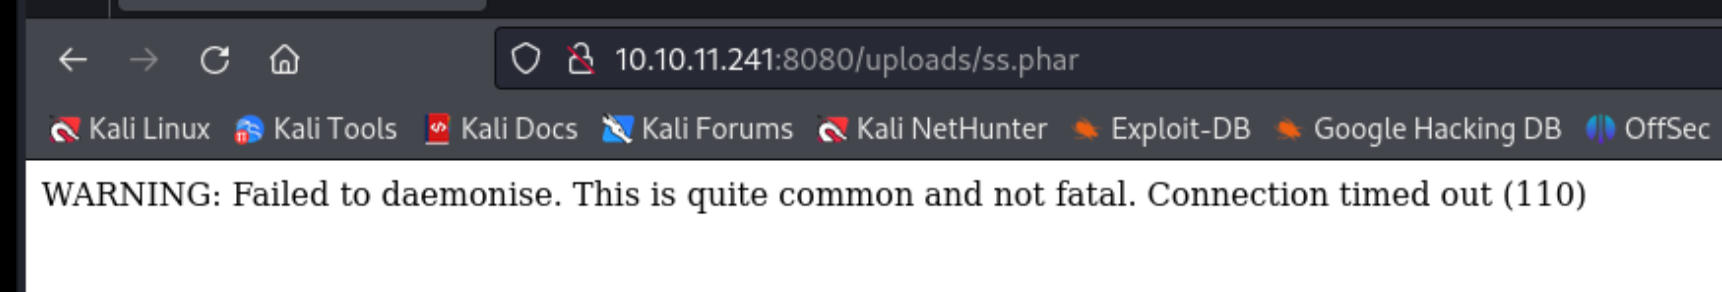 10.10.11.241:8080/uploads/ss.phar
Kali Linux Kali Tools Kali Docs Kali Forums Kali NetHunter Exploit-DB Google Hacking DB OffSec
WARNING: Failed to daemonise. This is quite common and not fatal. Connection timed out (110)